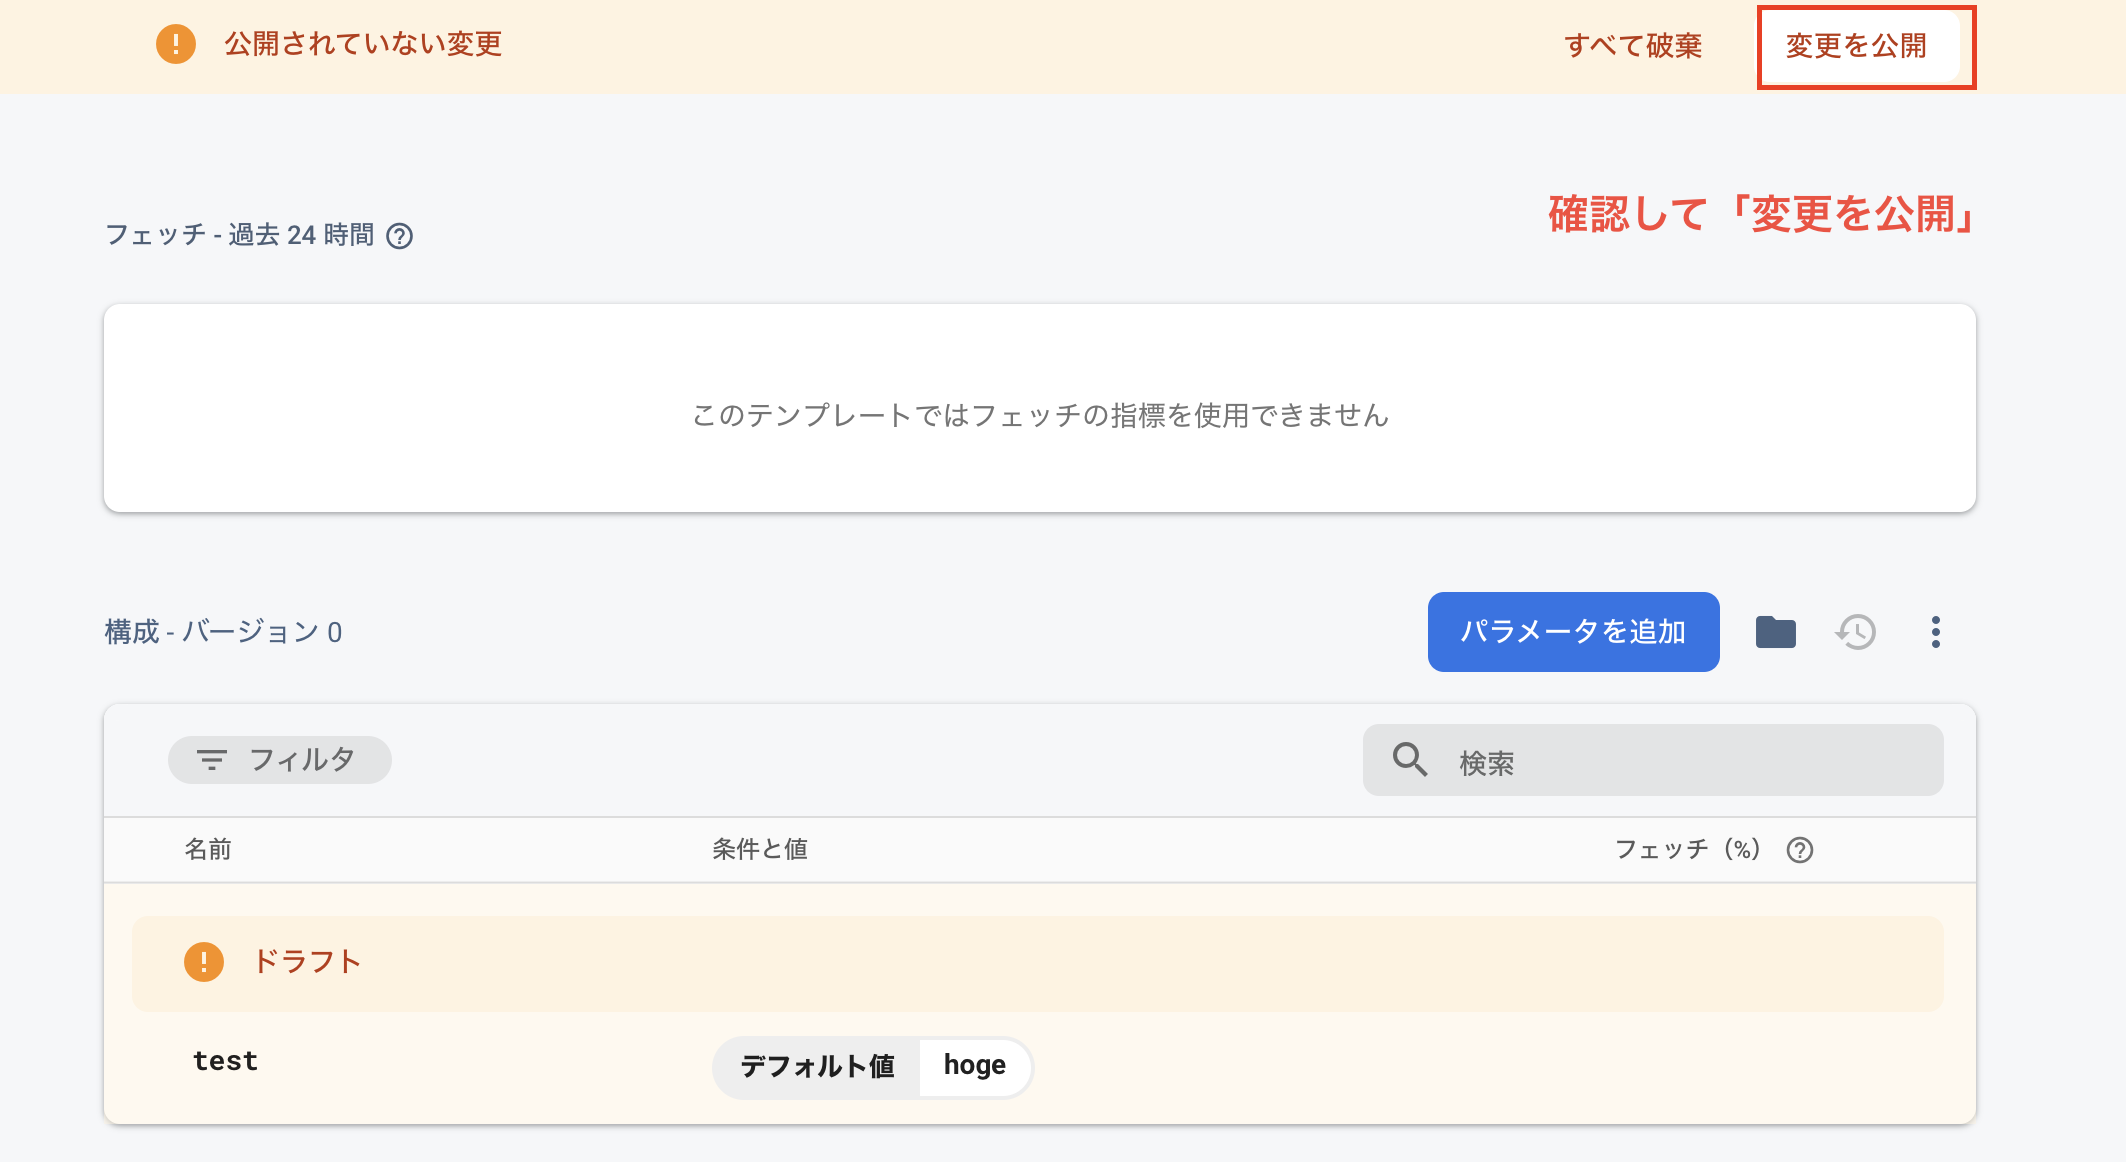 公開されていない変更
すべて破棄
変更を公開
確認して「変更を公開」
フェッチ - 過去 24 時間
このテンプレートではフェッチの指標を使用できません
構成 - バージョン 0
パラメータを追加
フィルタ
検索
名前
条件と値
フェッチ（%）
ドラフト
test
デフォルト値
hoge